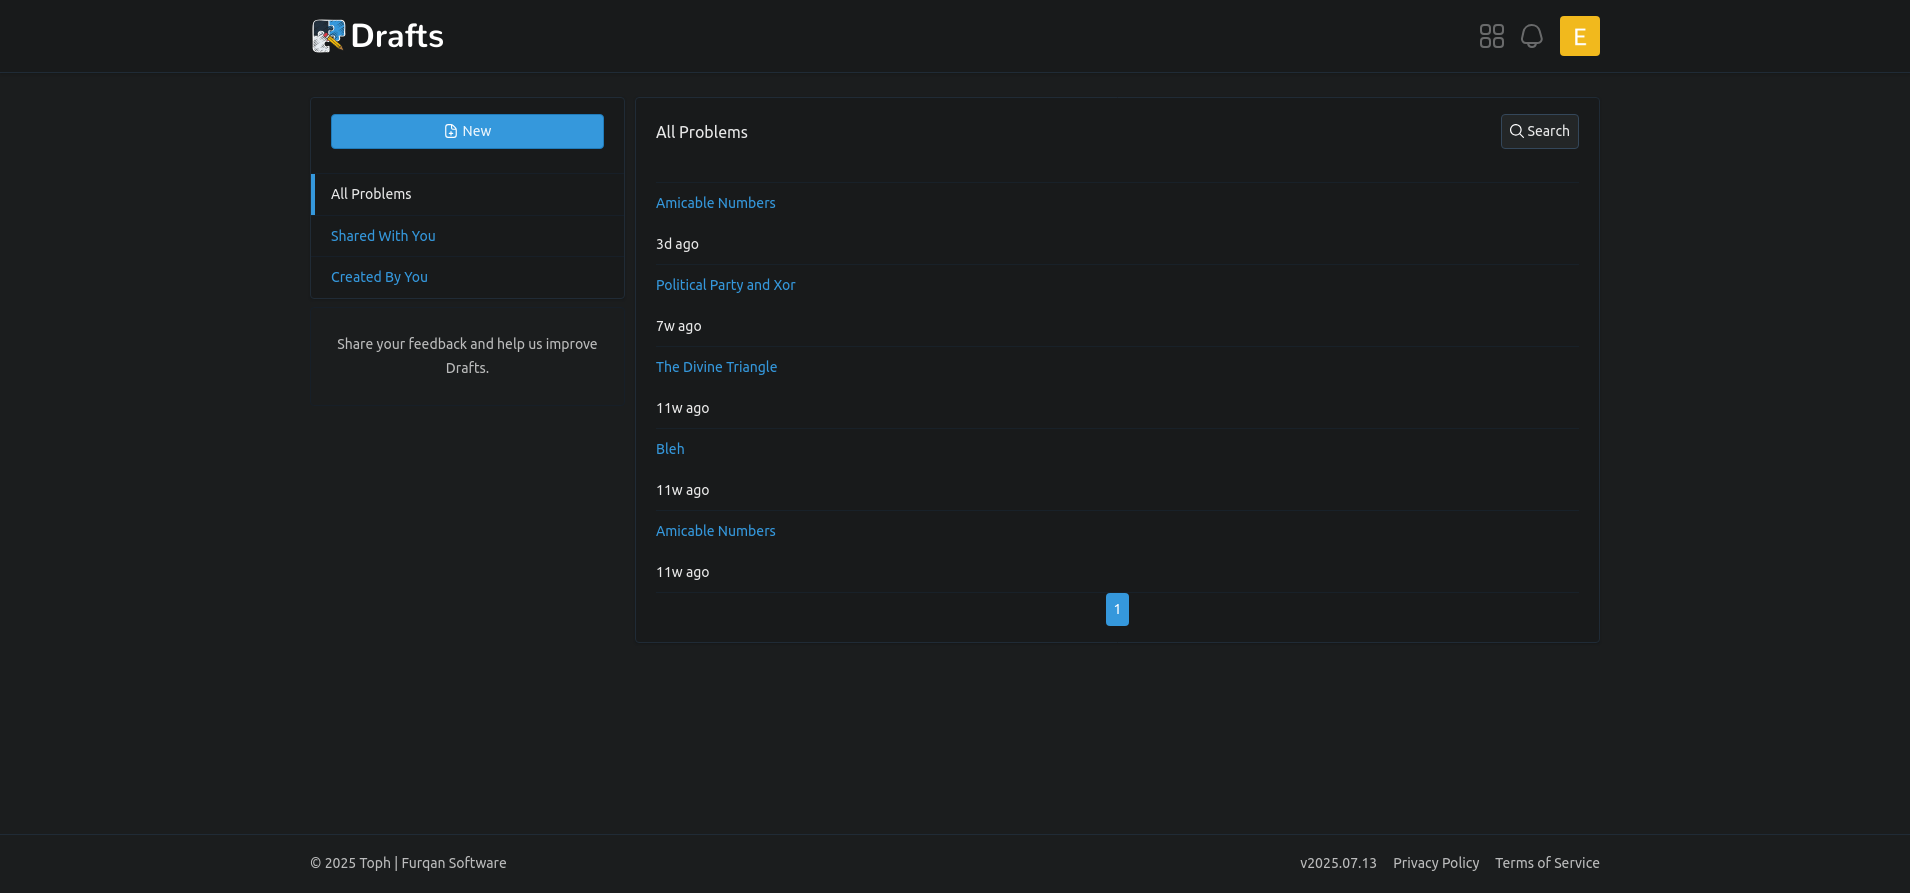 Drafts
E
New
All Problems
Shared With You
Created By You
Share your feedback and help us improve
Drafts.
All Problems
Search
Amicable Numbers
3d ago
Political Party and Xor
7w ago
The Divine Triangle
11w ago
Bleh
11w ago
Amicable Numbers
11w ago
1
© 2025 Toph | Furqan Software
v2025.07.13 Privacy Policy Terms of Service